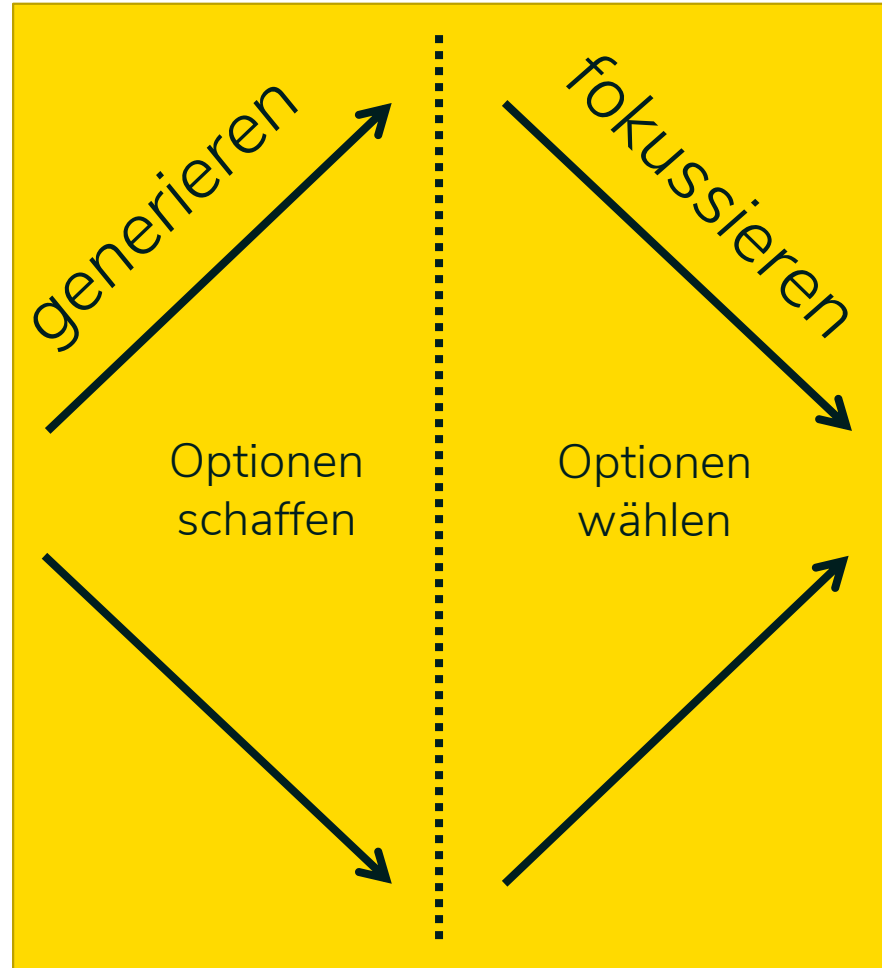 generieren
fokussieren
Optionen
schaffen
Optionen
wählen